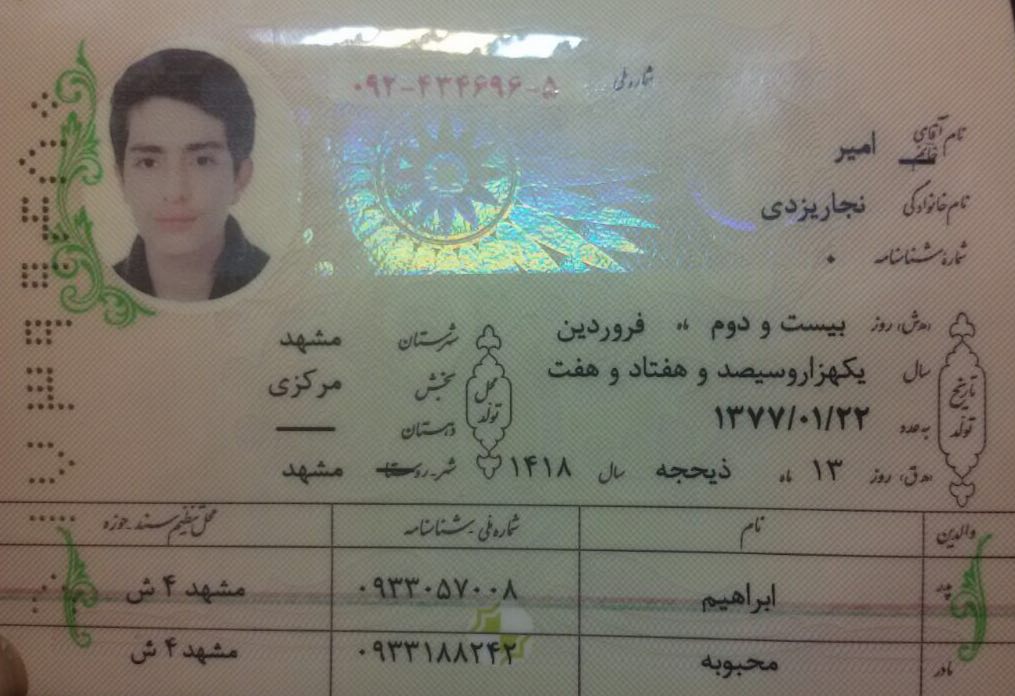 شماره ملی ۰۹۲-۴۳۴۶۹۶-۵
نام آقای خانم امیر
نام خانوادگی نجاریزدی
شمارهٔ شناسنامه ۰
تاریخ تولد
(ه.ش) روز بیست و دوم ماه فروردین
سال یکهزاروسیصد و هفتاد و هفت
به عدد ۱۳۷۷/۰۱/۲۲
(ه.ق) روز ۱۳ ماه ذیحجه سال ۱۴۱۸
محل تولد
شهرستان مشهد
بخش مرکزی
دهستان —
شهر-روستا مشهد
والدین نام شماره ملی-شناسنامه محل تنظیم سند-حوزه
پدر ابراهیم ۰۹۳۳۰۵۷۰۰۸ مشهد ۴ ش
مادر محبوبه ۰۹۳۳۱۸۸۲۴۲ مشهد ۴ ش